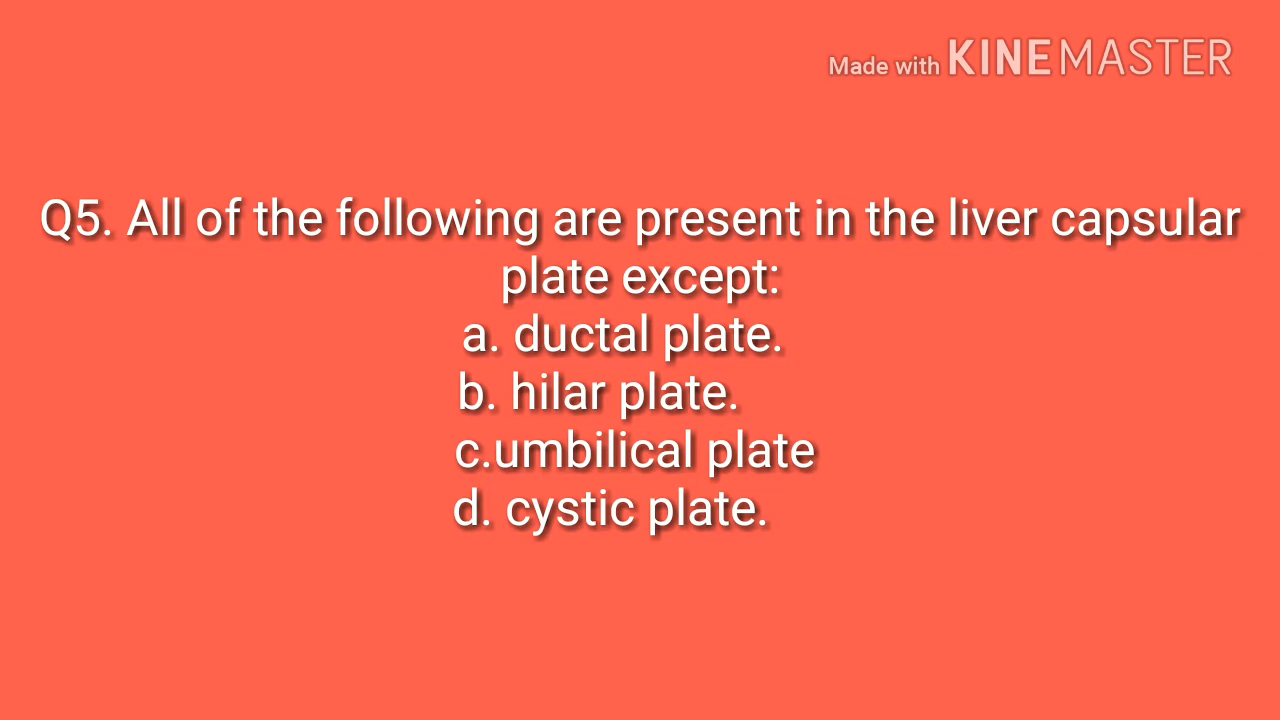 Made with KINEMASTER
Q5. All of the following are present in the liver capsular
plate except:
a. ductal plate.
b. hilar plate.
c.umbilical plate
d. cystic plate.